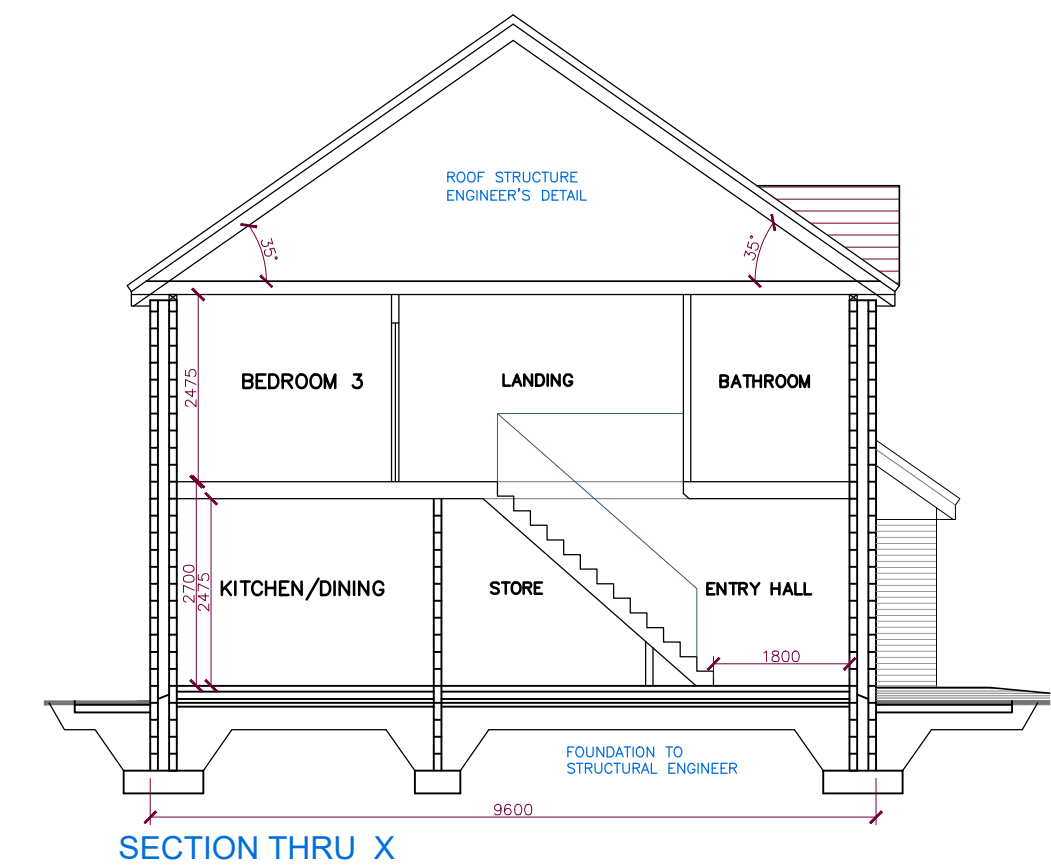 ROOF STRUCTURE
ENGINEER'S DETAIL
35°
35°
2475
BEDROOM 3
LANDING
BATHROOM
2700
2475
KITCHEN/DINING
STORE
ENTRY HALL
1800
FOUNDATION TO
STRUCTURAL ENGINEER
9600
SECTION THRU X